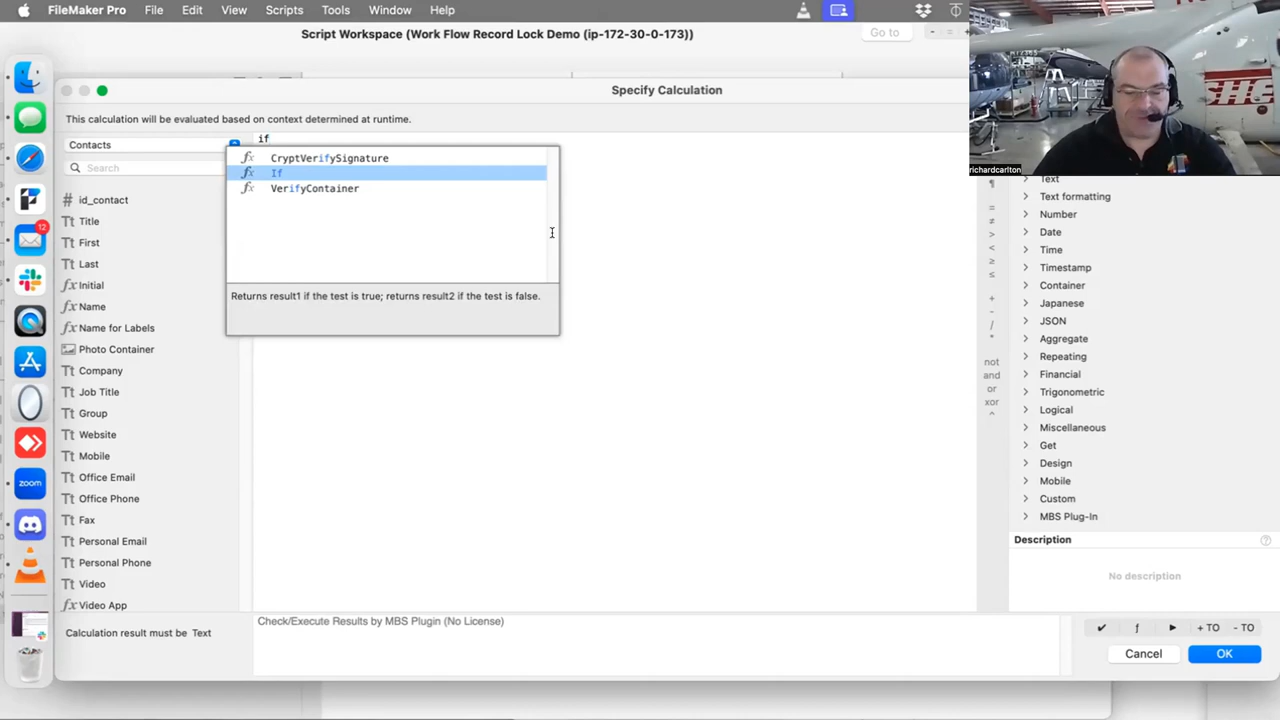 FileMaker Pro File Edit View Scripts Tools Window Help
Script Workspace (Work Flow Record Lock Demo (ip-172-30-0-173))
Go to
Specify Calculation
This calculation will be evaluated based on context determined at runtime.
Contacts
if
Search
CryptVerifySignature
If
VerifyContainer
Returns result1 if the test is true; returns result2 if the test is false.
id_contact
Title
First
Last
Initial
Name
Name for Labels
Photo Container
Company
Job Title
Group
Website
Mobile
Office Email
Office Phone
Fax
Personal Email
Personal Phone
Video
Video App
12
zoom
richardcarlton
¶
=
≠
>
<
≥
≤
+
-
/
*
not
and
or
xor
^
Text
Text formatting
Number
Date
Time
Timestamp
Container
Japanese
JSON
Aggregate
Repeating
Financial
Trigonometric
Logical
Miscellaneous
Get
Design
Mobile
Custom
MBS Plug-In
Description
No description
Calculation result must be Text
Check/Execute Results by MBS Plugin (No License)
+ TO - TO
Cancel OK